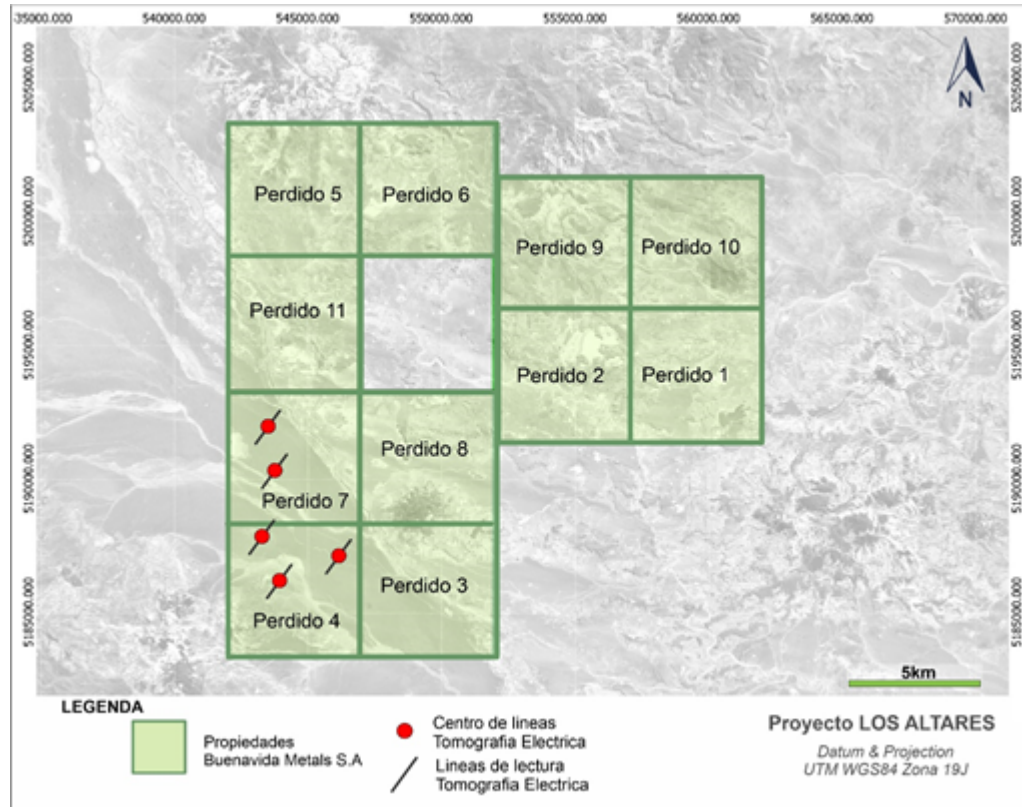 35000.000 540000.000 545000.000 550000.000 555000.000 560000.000 565000.000 570000.000
5205000.000
5200000.000
5195000.000
5190000.000
5185000.000
5205000.000
5200000.000
5195000.000
5190000.000
5185000.000
N
Perdido 5
Perdido 6
Perdido 9
Perdido 10
Perdido 11
Perdido 2
Perdido 1
Perdido 8
Perdido 7
Perdido 3
Perdido 4
5km
LEGENDA
Propiedades
Buenavida Metals S.A
Centro de lineas
Tomografia Electrica
Lineas de lectura
Tomografia Electrica
Proyecto LOS ALTARES
Datum & Projection
UTM WGS84 Zona 19J